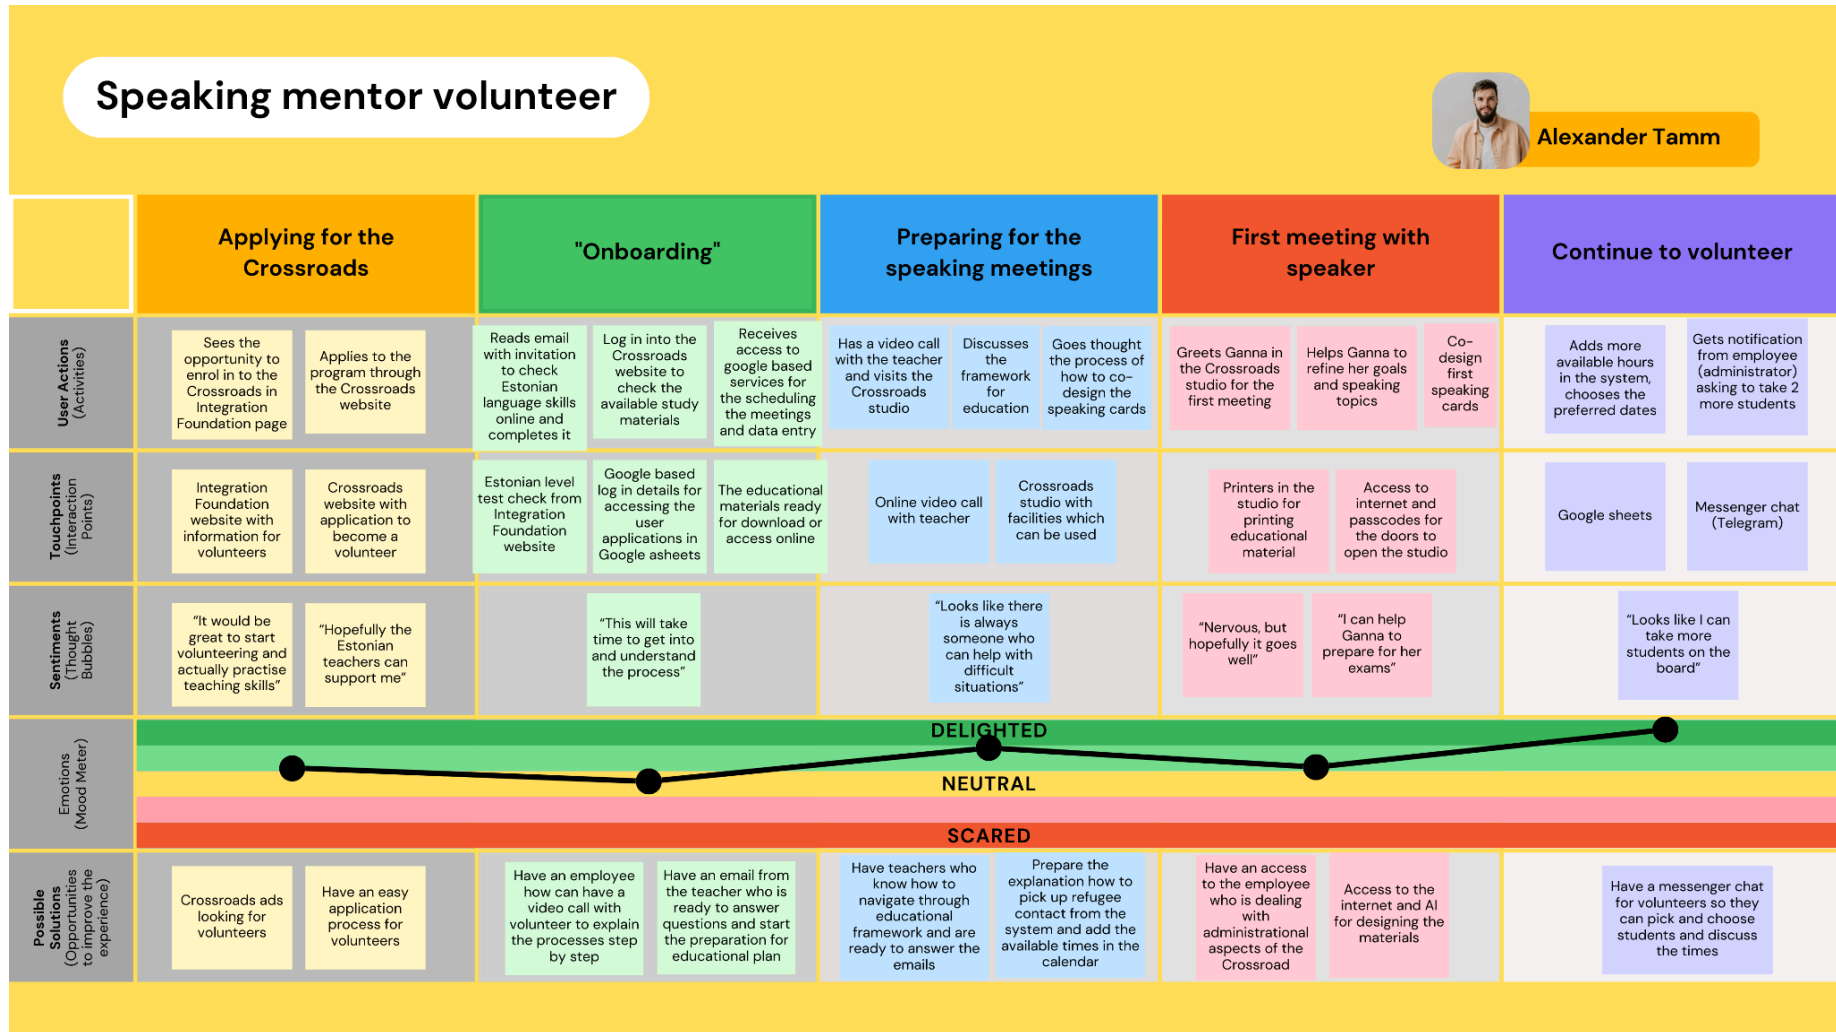 Speaking mentor volunteer
Alexander Tamm
Applying for the
Crossroads
"Onboarding"
Preparing for the
speaking meetings
First meeting with
speaker
Continue to volunteer
User Actions
(Activities)
Sees the
opportunity to
enrol in to the
Crossroads in
Integration
Foundation page
Applies to the
program through
the Crossroads
website
Reads email
with invitation
to check
Estonian
language skills
online and
completes it
Log in into the
Crossroads
website to
check the
available study
materials
Receives
access to
google based
services for
the scheduling
the meetings
and data entry
Has a video call
with the teacher
and visits the
Crossroads
studio
Discusses
the
framework
for
education
Goes thought
the process of
how to co-
design the
speaking cards
Greets Ganna in
the Crossroads
studio for the
first meeting
Helps Ganna to
refine her goals
and speaking
topics
Co-
design
first
speaking
cards
Adds more
available hours
in the system,
chooses the
preferred dates
Gets notification
from employee
(administrator)
asking to take 2
more students
Touchpoints
(Interaction
Points)
Integration
Foundation
website with
information for
volunteers
Crossroads
website with
application to
become a
volunteer
Estonian level
test check from
Integration
Foundation
website
Google based
log in details for
accessing the
user
applications in
Google asheets
The educational
materials ready
for download or
access online
Online video call
with teacher
Crossroads
studio with
facilities which
can be used
Printers in the
studio for
printing
educational
material
Access to
internet and
passcodes for
the doors to
open the studio
Google sheets
Messenger chat
(Telegram)
Sentiments
(Thought
Bubbles)
“It would be
great to start
volunteering and
actually practise
teaching skills”
“Hopefully the
Estonian
teachers can
support me”
“This will take
time to get into
and understand
the process”
“Looks like there
is always
someone who
can help with
difficult
situations”
“Nervous, but
hopefully it goes
well”
“I can help
Ganna to
prepare for her
exams”
“Looks like I can
take more
students on the
board”
Emotions
(Mood Meter)
DELIGHTED
NEUTRAL
SCARED
Possible
Solutions
(Opportunities
to improve the
experience)
Crossroads ads
looking for
volunteers
Have an easy
application
process for
volunteers
Have an employee
how can have a
video call with
volunteer to explain
the processes step
by step
Have an email from
the teacher who is
ready to answer
questions and start
the preparation for
educational plan
Have teachers who
know how to
navigate through
educational
framework and are
ready to answer the
emails
Prepare the
explanation how to
pick up refugee
contact from the
system and add the
available times in the
calendar
Have an access
to the employee
who is dealing
with
administrational
aspects of the
Crossroad
Access to the
internet and AI
for designing the
materials
Have a messenger chat
for volunteers so they
can pick and choose
students and discuss
the times